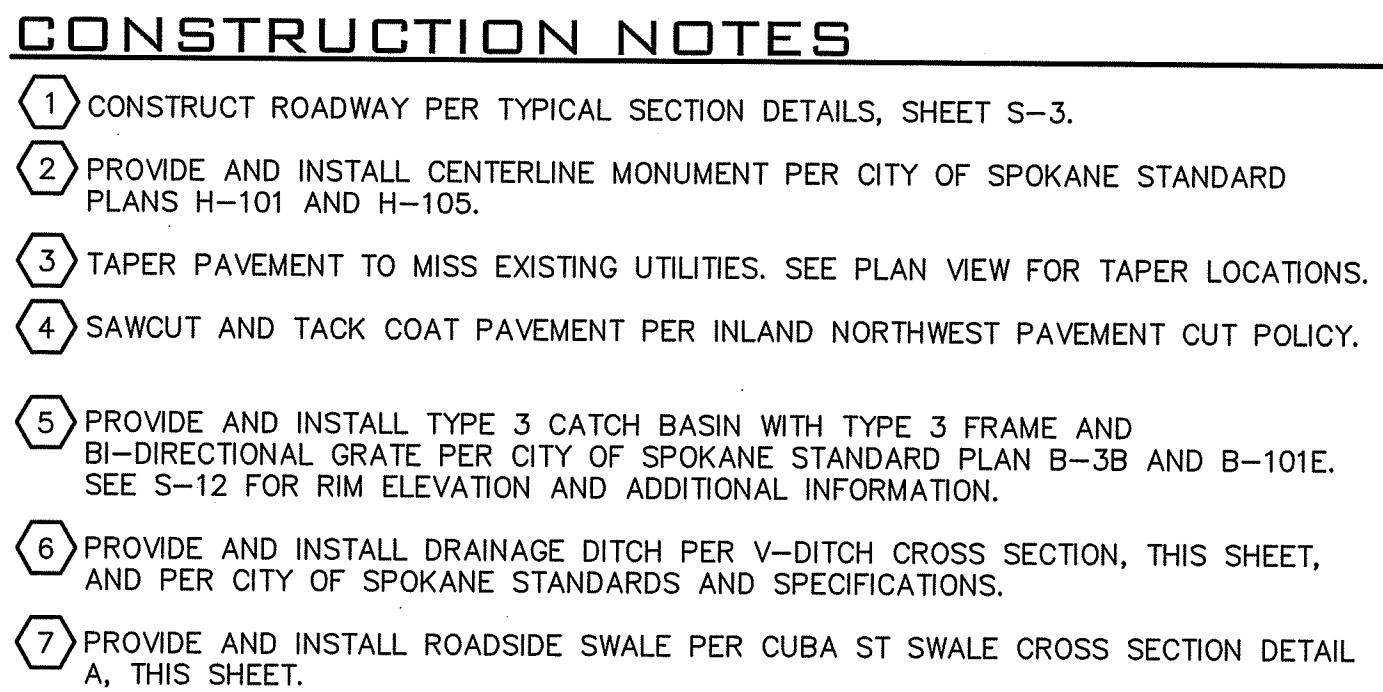 CONSTRUCTION NOTES
1 CONSTRUCT ROADWAY PER TYPICAL SECTION DETAILS, SHEET S-3.
2 PROVIDE AND INSTALL CENTERLINE MONUMENT PER CITY OF SPOKANE STANDARD
PLANS H-101 AND H-105.
3 TAPER PAVEMENT TO MISS EXISTING UTILITIES. SEE PLAN VIEW FOR TAPER LOCATIONS.
4 SAWCUT AND TACK COAT PAVEMENT PER INLAND NORTHWEST PAVEMENT CUT POLICY.
5 PROVIDE AND INSTALL TYPE 3 CATCH BASIN WITH TYPE 3 FRAME AND
BI-DIRECTIONAL GRATE PER CITY OF SPOKANE STANDARD PLAN B-3B AND B-101E.
SEE S-12 FOR RIM ELEVATION AND ADDITIONAL INFORMATION.
6 PROVIDE AND INSTALL DRAINAGE DITCH PER V-DITCH CROSS SECTION, THIS SHEET,
AND PER CITY OF SPOKANE STANDARDS AND SPECIFICATIONS.
7 PROVIDE AND INSTALL ROADSIDE SWALE PER CUBA ST SWALE CROSS SECTION DETAIL
A, THIS SHEET.